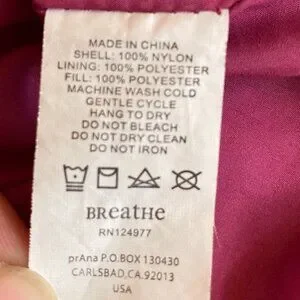 MADE IN CHINA
SHELL: 100% NYLON
LINING: 100% POLYESTER
FILL: 100% POLYESTER
MACHINE WASH COLD
GENTLE CYCLE
HANG TO DRY
DO NOT BLEACH
DO NOT DRY CLEAN
DO NOT IRON
BReatHe
RN124977
prAna P.O.BOX 130430
CARLSBAD,CA.92013
USA